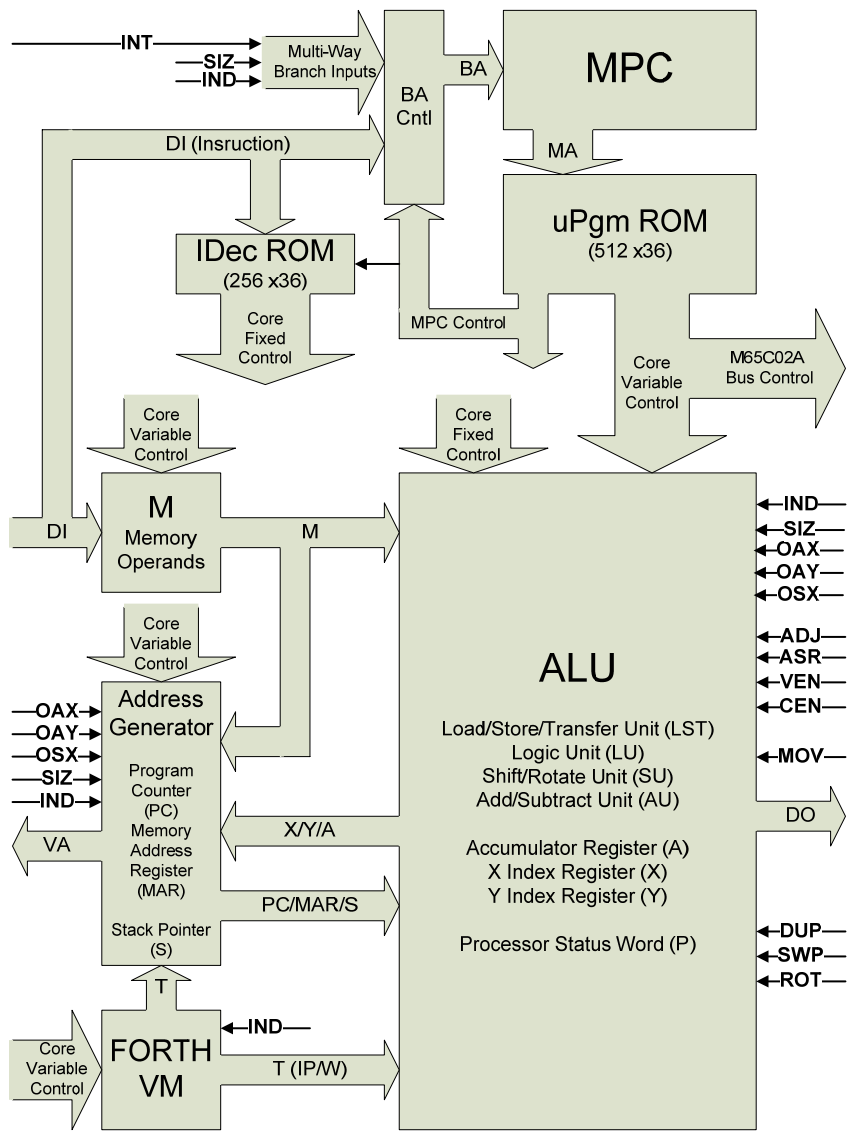 INT
SIZ
IND
Multi-Way
Branch Inputs
BA
Cntl
BA
MPC
DI (Insruction)
MA
IDec ROM
(256 x36)
uPgm ROM
(512 x36)
Core
Fixed
Control
MPC Control
Core
Variable
Control
M65C02A
Bus Control
Core
Variable
Control
Core
Fixed
Control
DI
M
Memory
Operands
M
Core
Variable
Control
OAX
OAY
OSX
SIZ
IND
Address
Generator
Program
Counter
(PC)
Memory
Address
Register
(MAR)
Stack Pointer
(S)
VA
X/Y/A
PC/MAR/S
T
Core
Variable
Control
FORTH
VM
IND
T (IP/W)
ALU
Load/Store/Transfer Unit (LST)
Logic Unit (LU)
Shift/Rotate Unit (SU)
Add/Subtract Unit (AU)
Accumulator Register (A)
X Index Register (X)
Y Index Register (Y)
Processor Status Word (P)
IND
SIZ
OAX
OAY
OSX
ADJ
ASR
VEN
CEN
MOV
DO
DUP
SWP
ROT